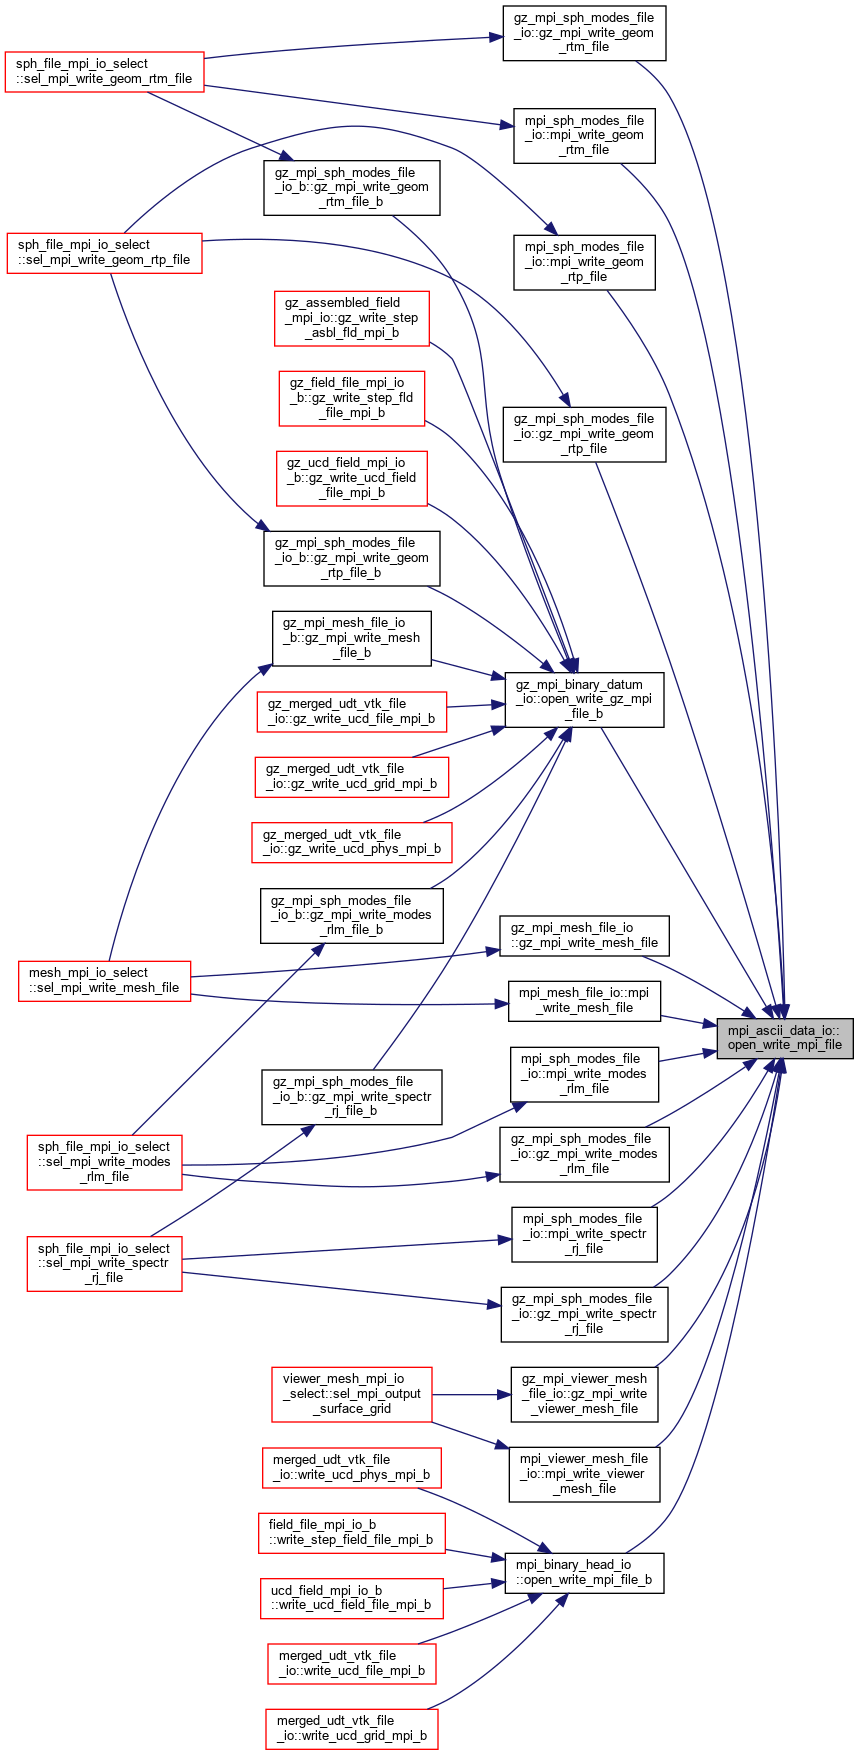 gz_mpi_sph_modes_file
_io::gz_mpi_write_geom
_rtm_file
sph_file_mpi_io_select
::sel_mpi_write_geom_rtm_file
mpi_sph_modes_file
_io::mpi_write_geom
_rtm_file
gz_mpi_sph_modes_file
_io_b::gz_mpi_write_geom
_rtm_file_b
sph_file_mpi_io_select
::sel_mpi_write_geom_rtp_file
mpi_sph_modes_file
_io::mpi_write_geom
_rtp_file
gz_assembled_field
_mpi_io::gz_write_step
_asbl_fld_mpi_b
gz_field_file_mpi_io
_b::gz_write_step_fld
_file_mpi_b
gz_mpi_sph_modes_file
_io::gz_mpi_write_geom
_rtp_file
gz_ucd_field_mpi_io
_b::gz_write_ucd_field
_file_mpi_b
gz_mpi_sph_modes_file
_io_b::gz_mpi_write_geom
_rtp_file_b
gz_mpi_mesh_file_io
_b::gz_mpi_write_mesh
_file_b
gz_mpi_binary_datum
_io::open_write_gz_mpi
_file_b
gz_merged_udt_vtk_file
_io::gz_write_ucd_file_mpi_b
gz_merged_udt_vtk_file
_io::gz_write_ucd_grid_mpi_b
gz_merged_udt_vtk_file
_io::gz_write_ucd_phys_mpi_b
gz_mpi_sph_modes_file
_io_b::gz_mpi_write_modes
_rlm_file_b
gz_mpi_mesh_file_io
::gz_mpi_write_mesh_file
mesh_mpi_io_select
::sel_mpi_write_mesh_file
mpi_mesh_file_io::mpi
_write_mesh_file
mpi_ascii_data_io::
open_write_mpi_file
mpi_sph_modes_file
_io::mpi_write_modes
_rlm_file
gz_mpi_sph_modes_file
_io_b::gz_mpi_write_spectr
_rj_file_b
sph_file_mpi_io_select
::sel_mpi_write_modes
_rlm_file
gz_mpi_sph_modes_file
_io::gz_mpi_write_modes
_rlm_file
mpi_sph_modes_file
_io::mpi_write_spectr
_rj_file
sph_file_mpi_io_select
::sel_mpi_write_spectr
_rj_file
gz_mpi_sph_modes_file
_io::gz_mpi_write_spectr
_rj_file
viewer_mesh_mpi_io
_select::sel_mpi_output
_surface_grid
gz_mpi_viewer_mesh
_file_io::gz_mpi_write
_viewer_mesh_file
mpi_viewer_mesh_file
_io::mpi_write_viewer
_mesh_file
merged_udt_vtk_file
_io::write_ucd_phys_mpi_b
field_file_mpi_io_b
::write_step_field_file_mpi_b
mpi_binary_head_io
::open_write_mpi_file_b
ucd_field_mpi_io_b
::write_ucd_field_file_mpi_b
merged_udt_vtk_file
_io::write_ucd_file_mpi_b
merged_udt_vtk_file
_io::write_ucd_grid_mpi_b